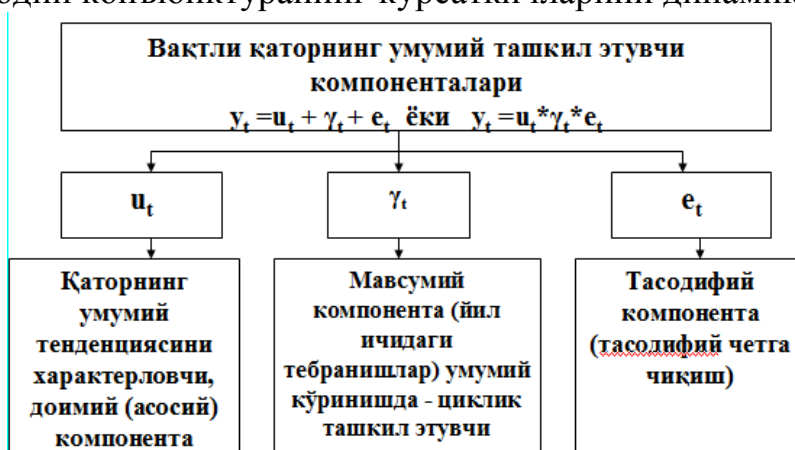 Вақтли қаторнинг умумий ташкил этувчи
компоненталари
yt =ut + γt + et ёки yt =ut*γt*et
ut
γt
et
Қаторнинг
умумий
тенденциясини
характерловчи,
доимий (асосий)
компонента
Мавсумий
компонента (йил
ичидаги
тебранишлар) умумий
кўринишда - циклик
ташкил этувчи
Тасодифий
компонента
(тасодифий четга
чиқиш)